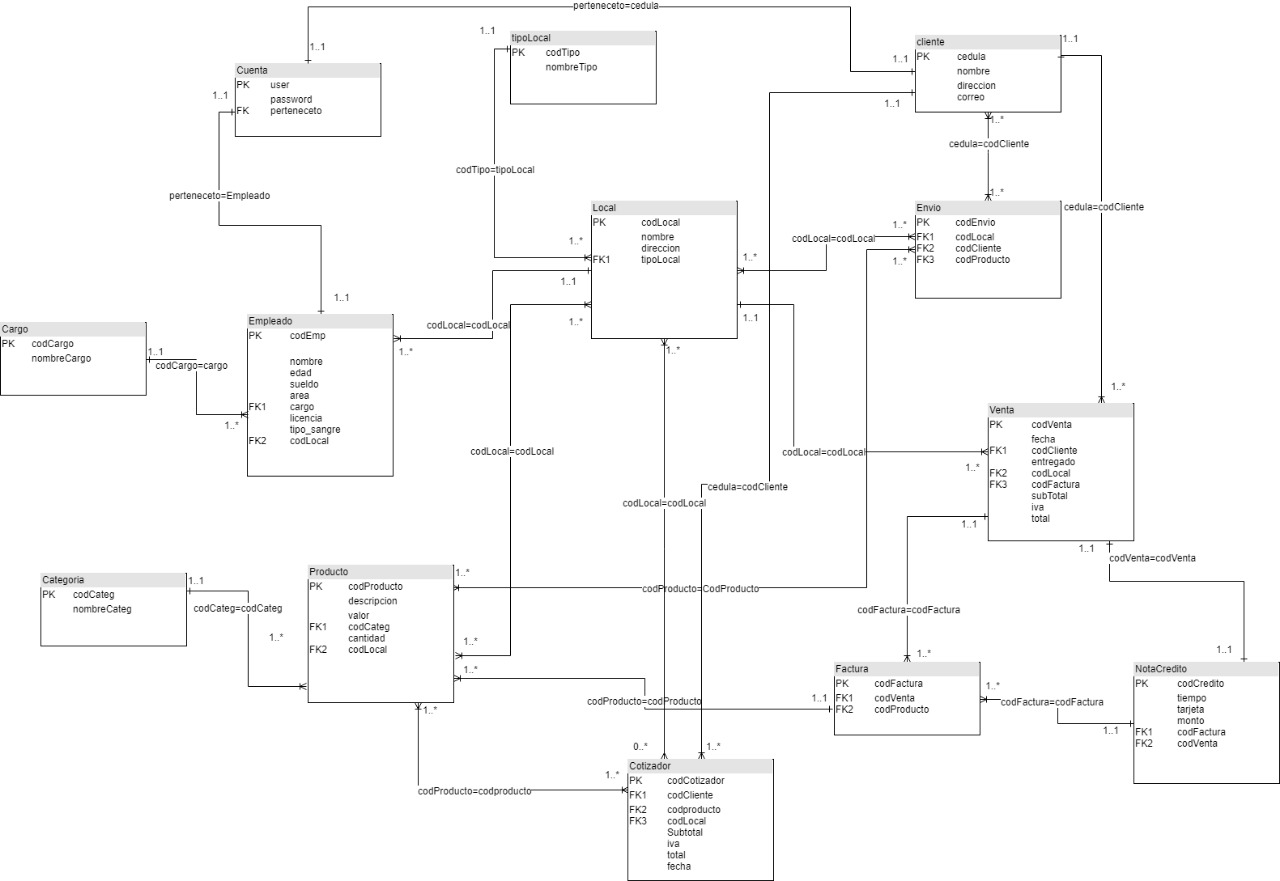 perteneceto=cedula
1..1
tipoLocal
PK codTipo
nombreTipo
1..1
cliente
PK cedula
nombre
direccion
correo
1..1
1..1
1..1
1..*
Cuenta
PK user
password
FK perteneceto
1..1
cedula=codCliente
codTipo=tipoLocal
perteneceto=Empleado
1..*
cedula=codCliente
Local
PK codLocal
nombre
direccion
FK1 tipoLocal
1..*
1..1
1..*
1..*
1..1
1..*
codLocal=codLocal
Envio
PK codEnvio
FK1 codLocal
FK2 codCliente
FK3 codProducto
1..*
1..*
1..1
Empleado
PK codEmp
nombre
edad
sueldo
area
FK1 cargo
licencia
tipo_sangre
FK2 codLocal
codLocal=codLocal
1..*
Cargo
PK codCargo
nombreCargo
1..1
codCargo=cargo
1..*
1..*
Venta
PK codVenta
fecha
FK1 codCliente
entregado
FK2 codLocal
FK3 codFactura
subTotal
iva
total
codLocal=codLocal
codLocal=codLocal
1..*
cedula=codCliente
codLocal=codLocal
1..1
1..1
codVenta=codVenta
Categoria
PK codCateg
nombreCateg
1..1
codCateg=codCateg
1..*
Producto
PK codProducto
descripcion
valor
FK1 codCateg
cantidad
FK2 codLocal
1..*
codProducto=CodProducto
codFactura=codFactura
1..*
1..*
1..*
1..*
1..1
Factura
PK codFactura
FK1 codVenta
FK2 codProducto
1..1
1..*
codProducto=codProducto
codFactura=codFactura
1..1
NotaCredito
PK codCredito
tiempo
tarjeta
monto
FK1 codFactura
FK2 codVenta
0..*
1..*
1..*
codProducto=codproducto
Cotizador
PK codCotizador
FK1 codCliente
FK2 codproducto
FK3 codLocal
Subtotal
iva
total
fecha